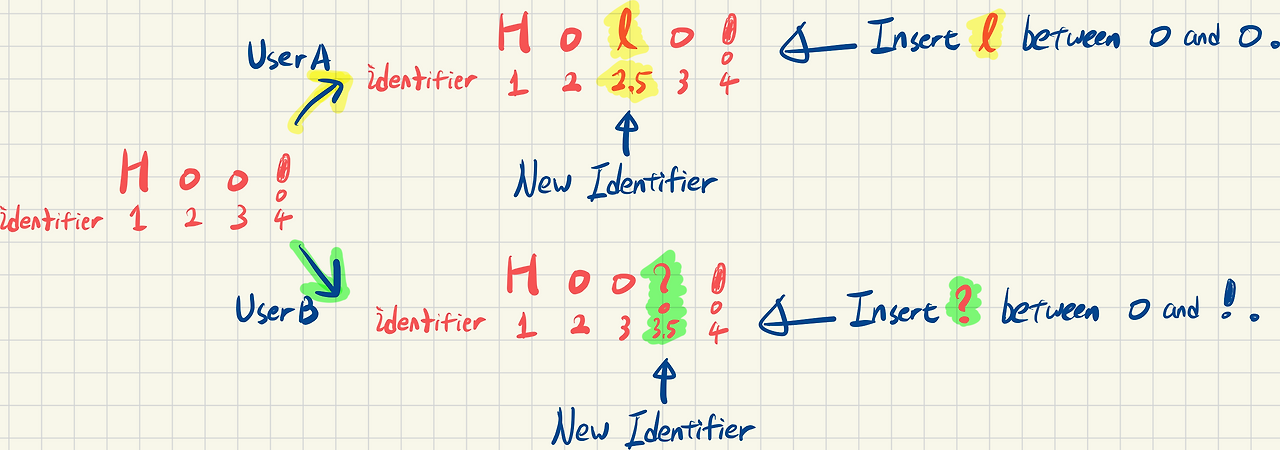 User A
H o l o !
identifier 1 2 2.5 3 4
Insert l between o and o.
New Identifier
H o o !
identifier 1 2 3 4
User B
H o o ? !
identifier 1 2 3 3.5 4
Insert ? between o and !.
New Identifier